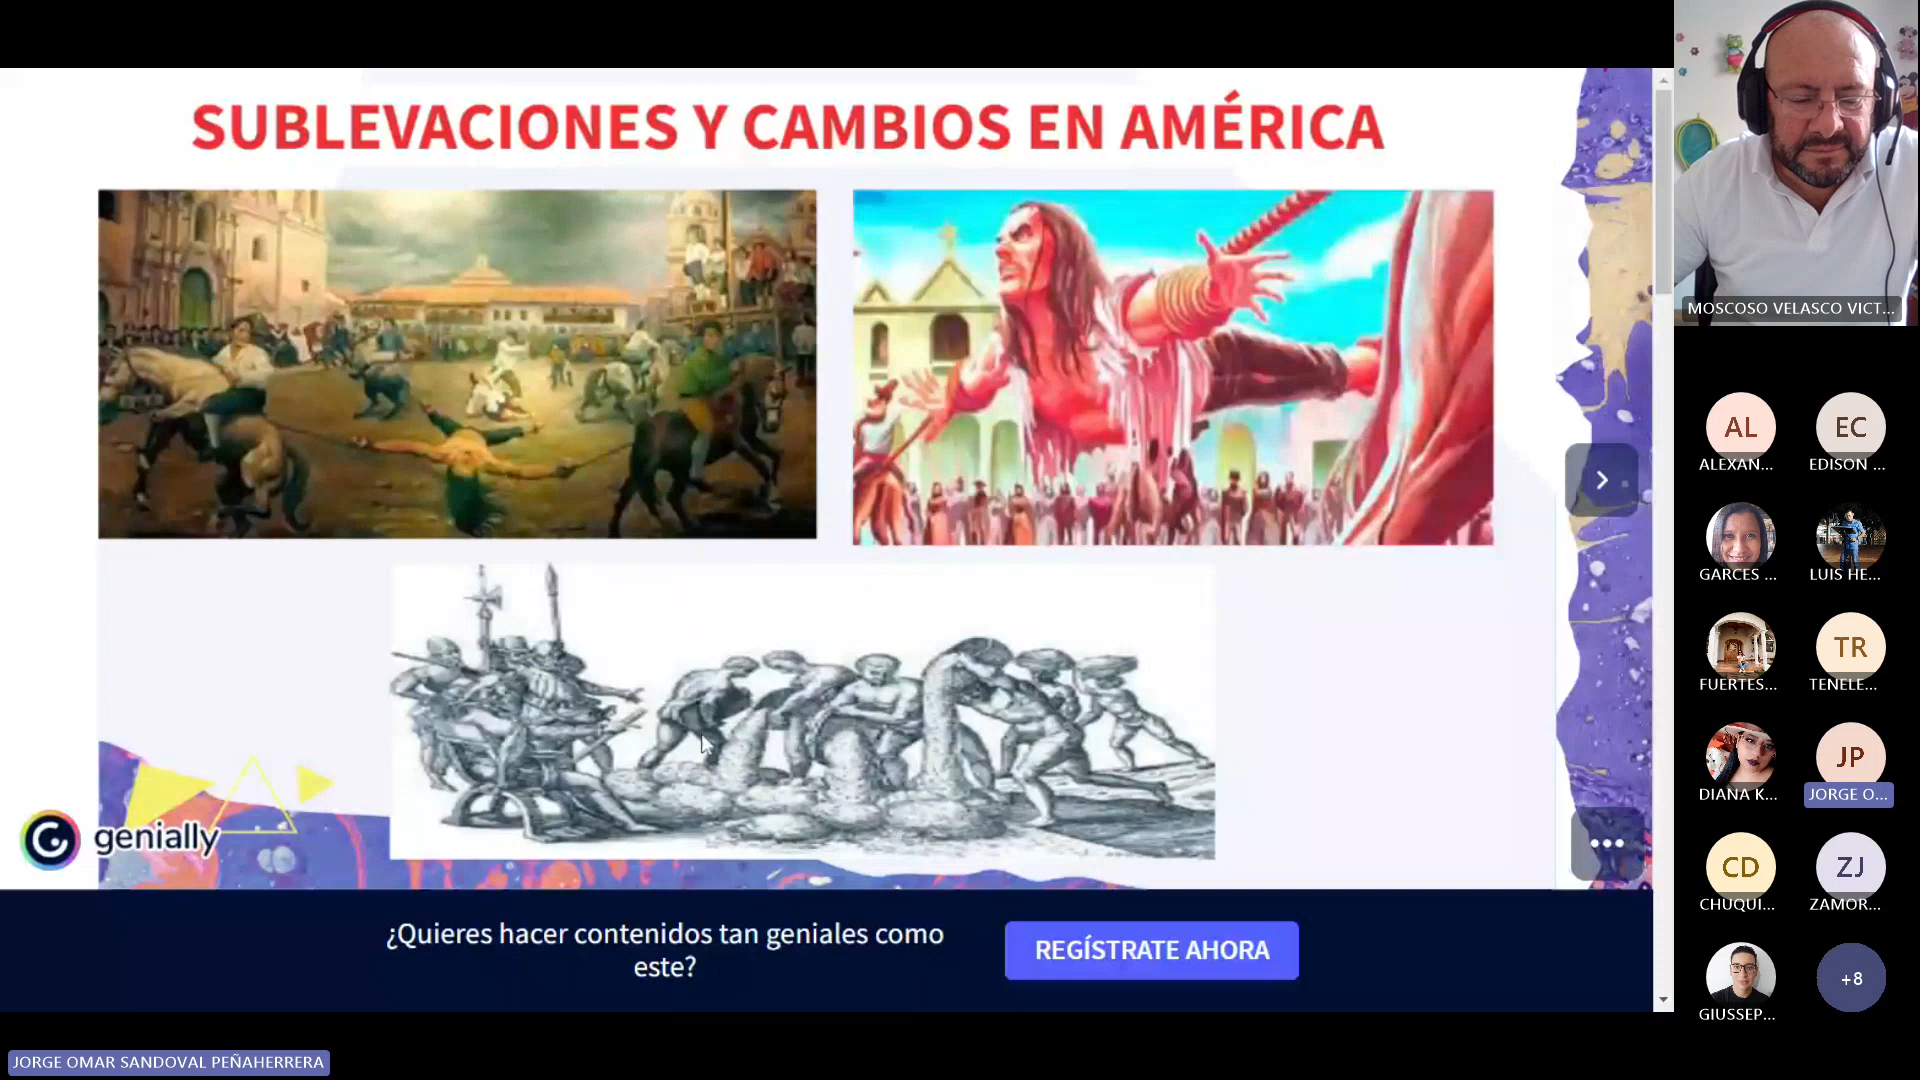 SUBLEVACIONES Y CAMBIOS EN AMÉRICA
genially
¿Quieres hacer contenidos tan geniales como
este?
REGÍSTRATE AHORA
JORGE OMAR SANDOVAL PEÑAHERRERA
MOSCOSO VELASCO VICT...
AL
EC
ALEXAN...
EDISON ...
GARCES ...
LUIS HE...
TR
FUERTES...
TENELE...
JP
DIANA K...
JORGE O...
CD
ZJ
CHUQUI...
ZAMOR...
+8
GIUSSEP...